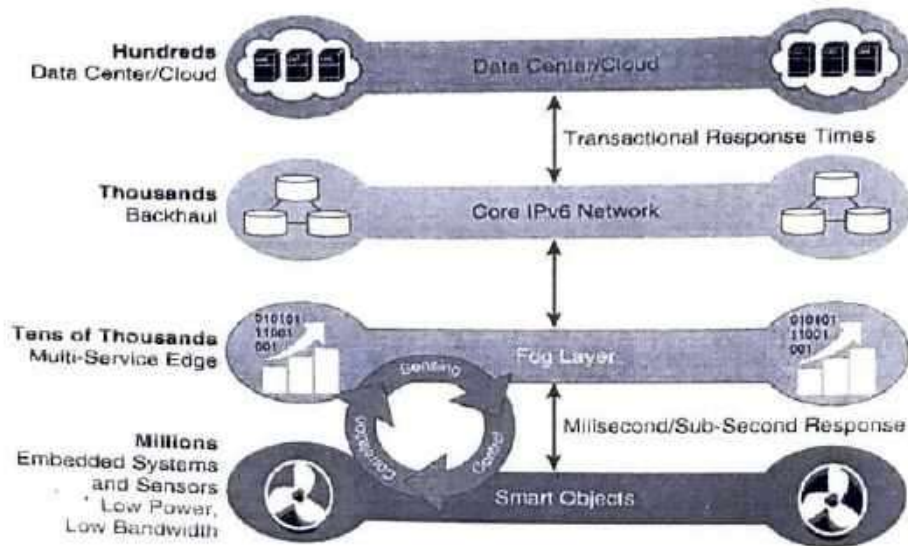 Hundreds
Data Center/Cloud
Data Center/Cloud
Transactional Response Times
Thousands
Backhaul
Core IPv6 Network
Tens of Thousands
Multi-Service Edge
010101
11001
001
Fog Layer
010101
11001
001
Sensing
Correlation
Control
Millisecond/Sub-Second Response
Millions
Embedded Systems
and Sensors
Low Power,
Low Bandwidth
Smart Objects